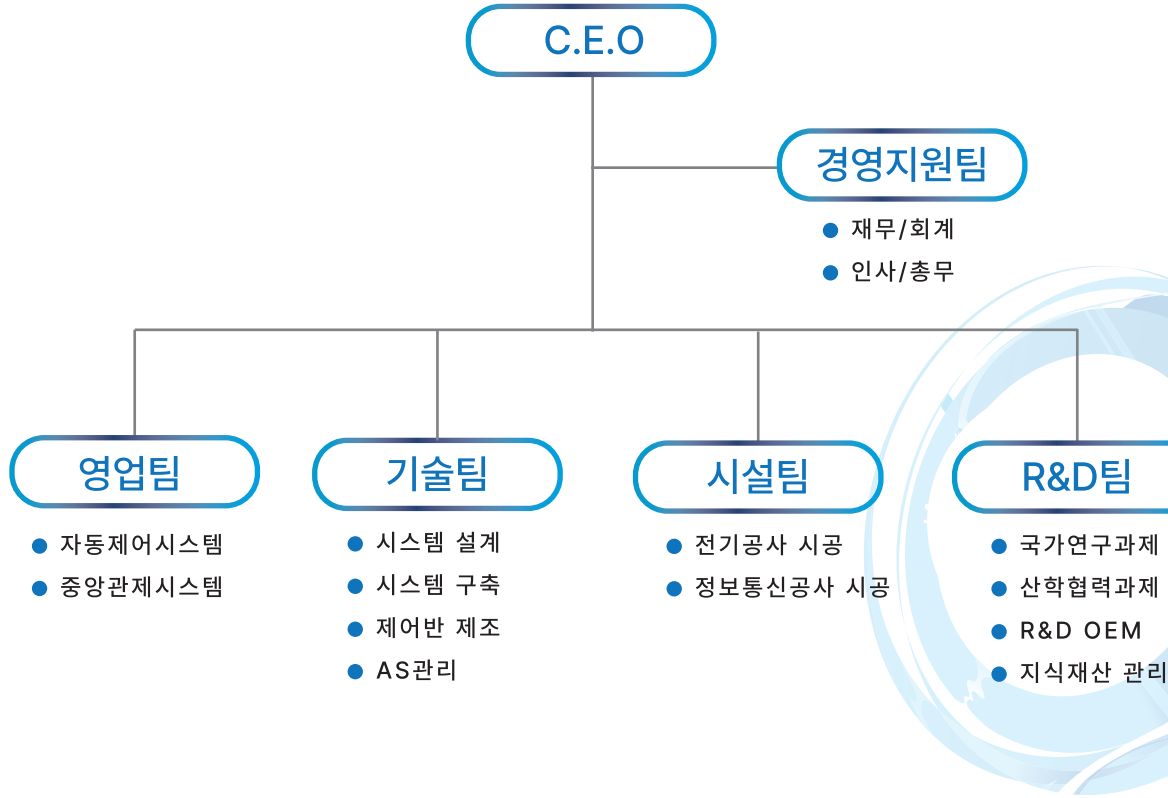 C.E.O
경영지원팀
재무/회계
인사/총무
영업팀
자동제어시스템
중앙관제시스템
기술팀
시스템 설계
시스템 구축
제어반 제조
AS관리
시설팀
전기공사 시공
정보통신공사 시공
R&D팀
국가연구과제
산학협력과제
R&D OEM
지식재산 관리